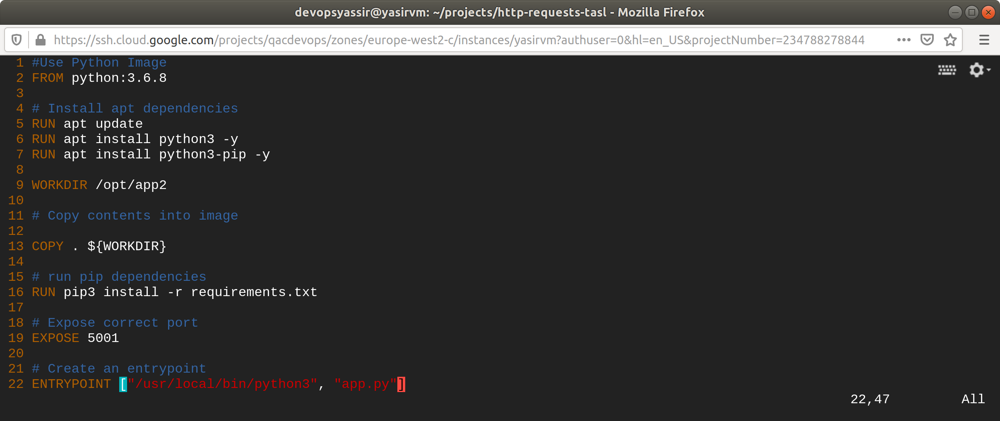 devopsyassir@yasirvm: ~/projects/http-requests-tasl - Mozilla Firefox
https://ssh.cloud.google.com/projects/qacdevops/zones/europe-west2-c/instances/yasirvm?authuser=0&hl=en_US&projectNumber=234788278844
1 #Use Python Image
2 FROM python:3.6.8
3
4 # Install apt dependencies
5 RUN apt update
6 RUN apt install python3 -y
7 RUN apt install python3-pip -y
8
9 WORKDIR /opt/app2
10
11 # Copy contents into image
12
13 COPY . ${WORKDIR}
14
15 # run pip dependencies
16 RUN pip3 install -r requirements.txt
17
18 # Expose correct port
19 EXPOSE 5001
20
21 # Create an entrypoint
22 ENTRYPOINT ["/usr/local/bin/python3", "app.py"]
22,47 All